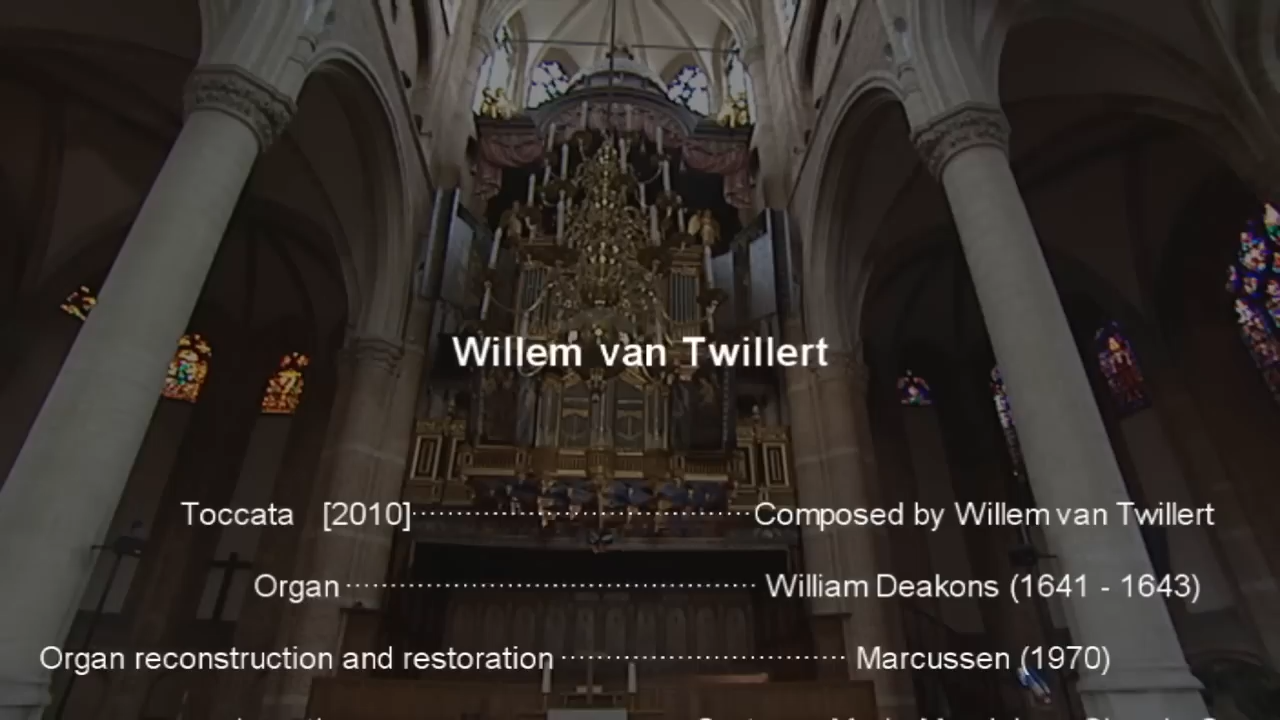 Willem van Twillert
Toccata [2010]································Composed by Willem van Twillert
Organ ······································· William Deakons (1641 - 1643)
Organ reconstruction and restoration ··························· Marcussen (1970)